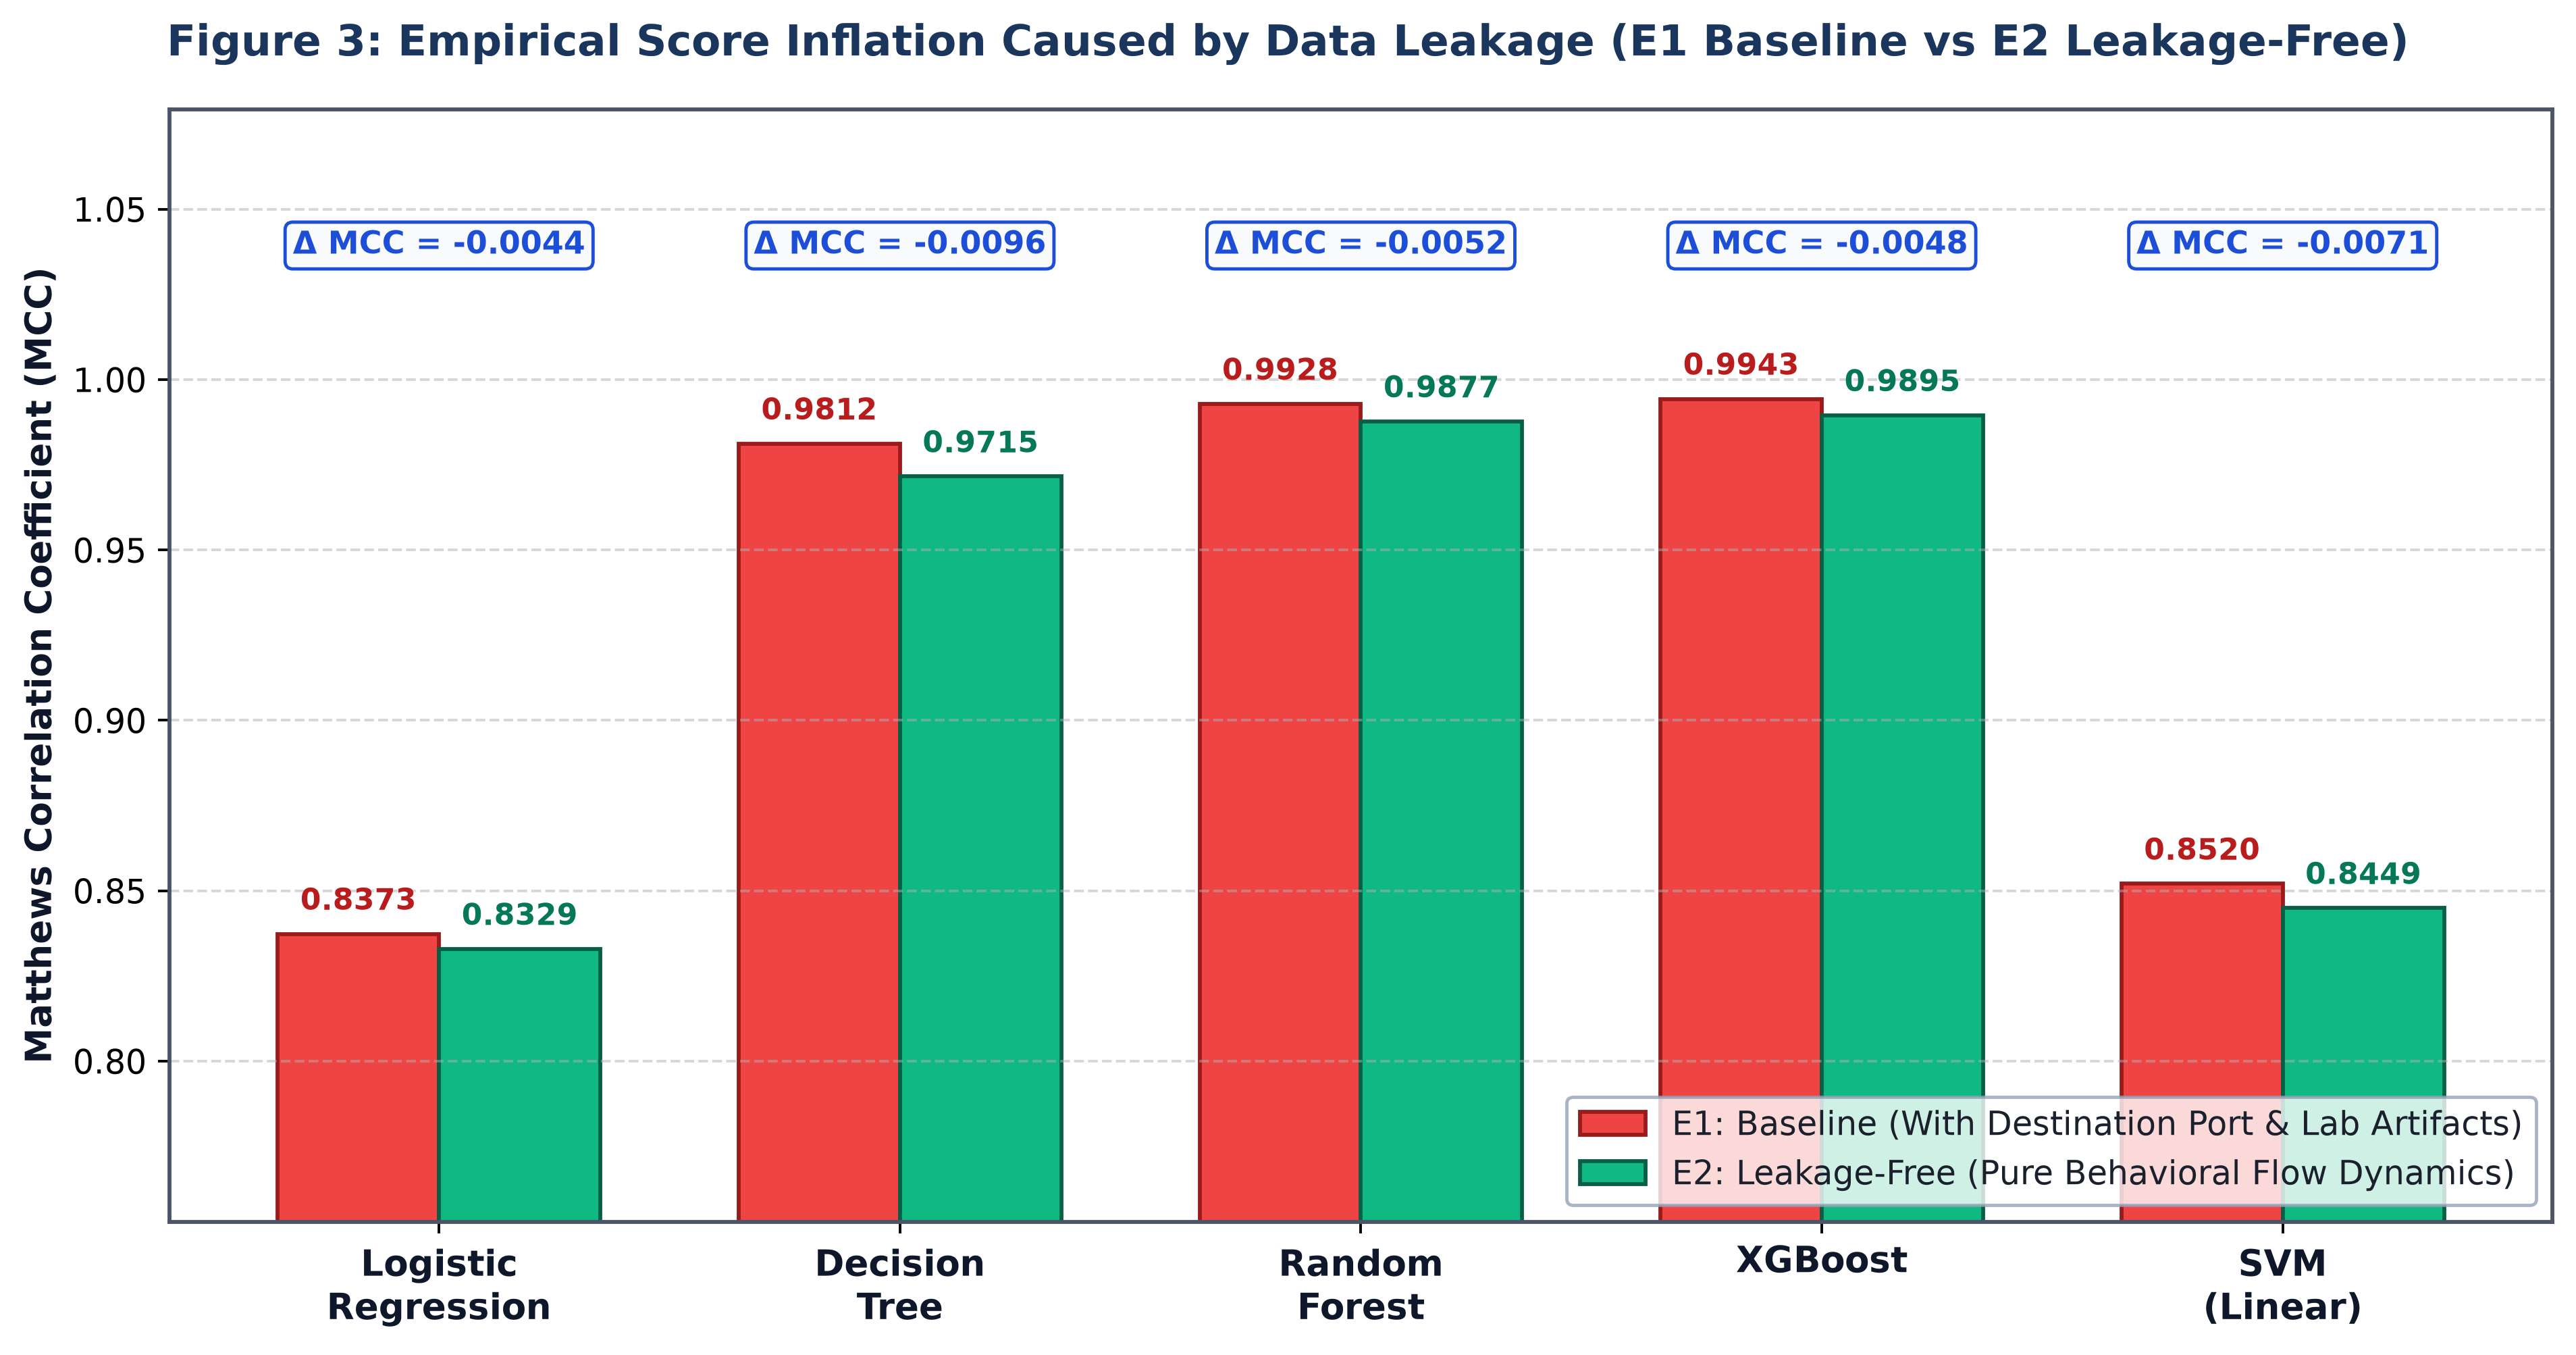 Figure 3: Empirical Score Inflation Caused by Data Leakage (E1 Baseline vs E2 Leakage-Free)
Matthews Correlation Coefficient (MCC)
1.05
1.00
0.95
0.90
0.85
0.80
Δ MCC = -0.0044
Δ MCC = -0.0096
Δ MCC = -0.0052
Δ MCC = -0.0048
Δ MCC = -0.0071
0.8373
0.8329
0.9812
0.9715
0.9928
0.9877
0.9943
0.9895
0.8520
0.8449
E1: Baseline (With Destination Port & Lab Artifacts)
E2: Leakage-Free (Pure Behavioral Flow Dynamics)
Logistic
Regression
Decision
Tree
Random
Forest
XGBoost
SVM
(Linear)